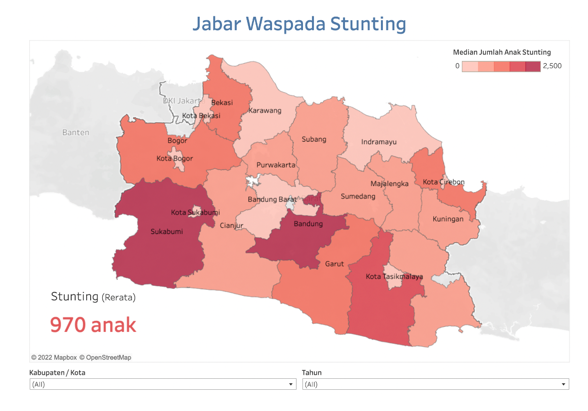 Jabar Waspada Stunting
Median Jumlah Anak Stunting
0 2,500
DKI Jakart
Bekasi
Banten
Kota Bekasi
Karawang
Subang
Indramayu
Bogor
Kota Bogor
Purwakarta
Majalengka
Kota Cirebon
Bandung Barat
Sumedang
Kota Sukabumi
Cianjur
Bandung
Kuningan
Sukabumi
Garut
Kota Tasikmalaya
Stunting (Rerata)
970 anak
© 2022 Mapbox © OpenStreetMap
Kabupaten / Kota
Tahun
(All)
(All)